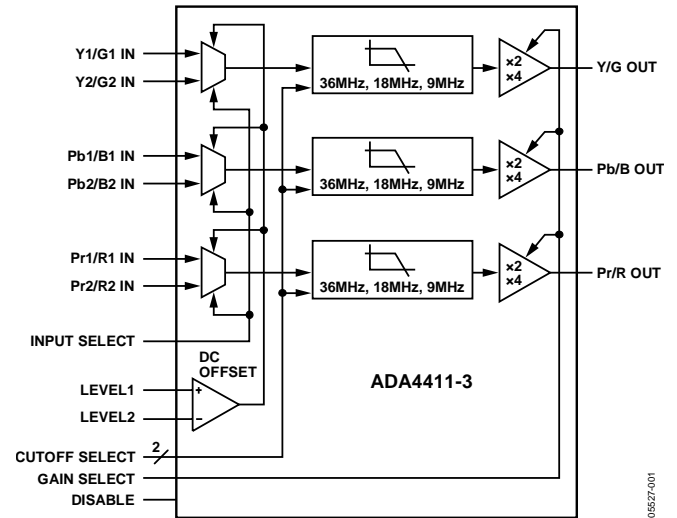 Y1/G1 IN
Y2/G2 IN
36MHz, 18MHz, 9MHz
×2
×4
Y/G OUT
Pb1/B1 IN
Pb2/B2 IN
36MHz, 18MHz, 9MHz
×2
×4
Pb/B OUT
Pr1/R1 IN
Pr2/R2 IN
36MHz, 18MHz, 9MHz
×2
×4
Pr/R OUT
INPUT SELECT
DC
OFFSET
ADA4411-3
LEVEL1
+
LEVEL2
−
CUTOFF SELECT
2
GAIN SELECT
DISABLE
05527-001